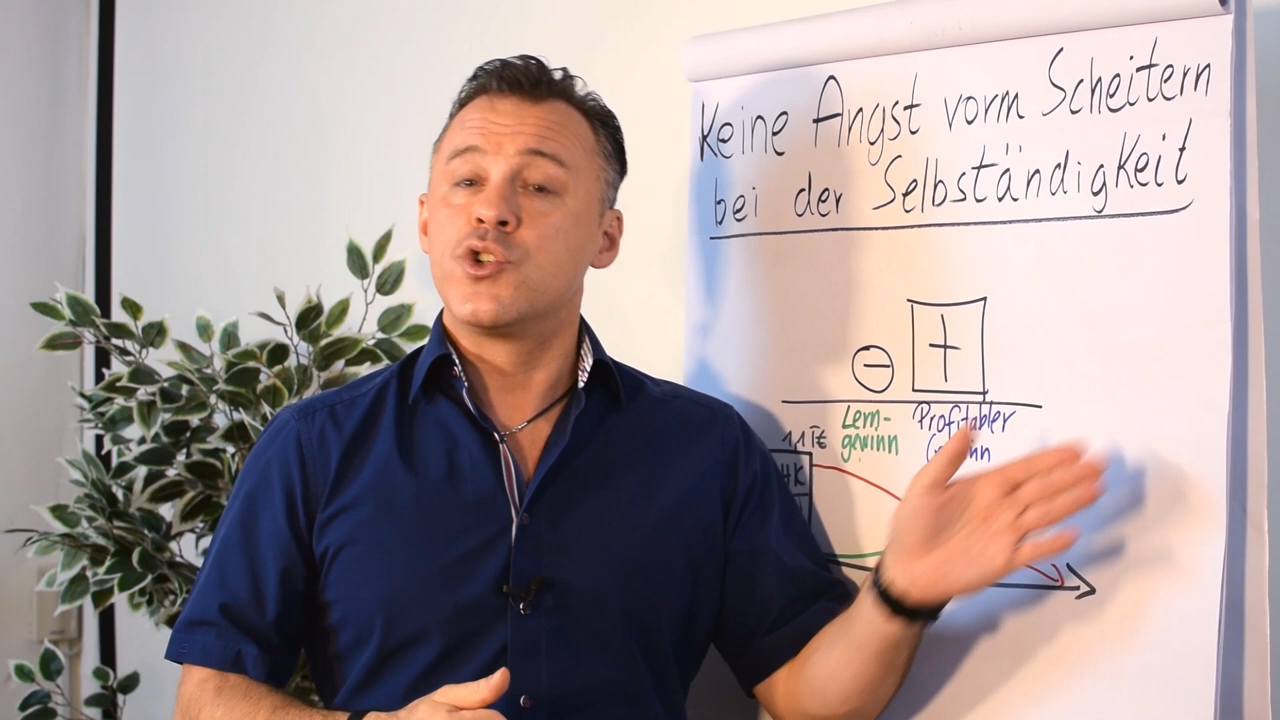 Keine Angst vorm Scheitern
bei der Selbständigkeit
- +
Lern-
gewinn
Profitabler